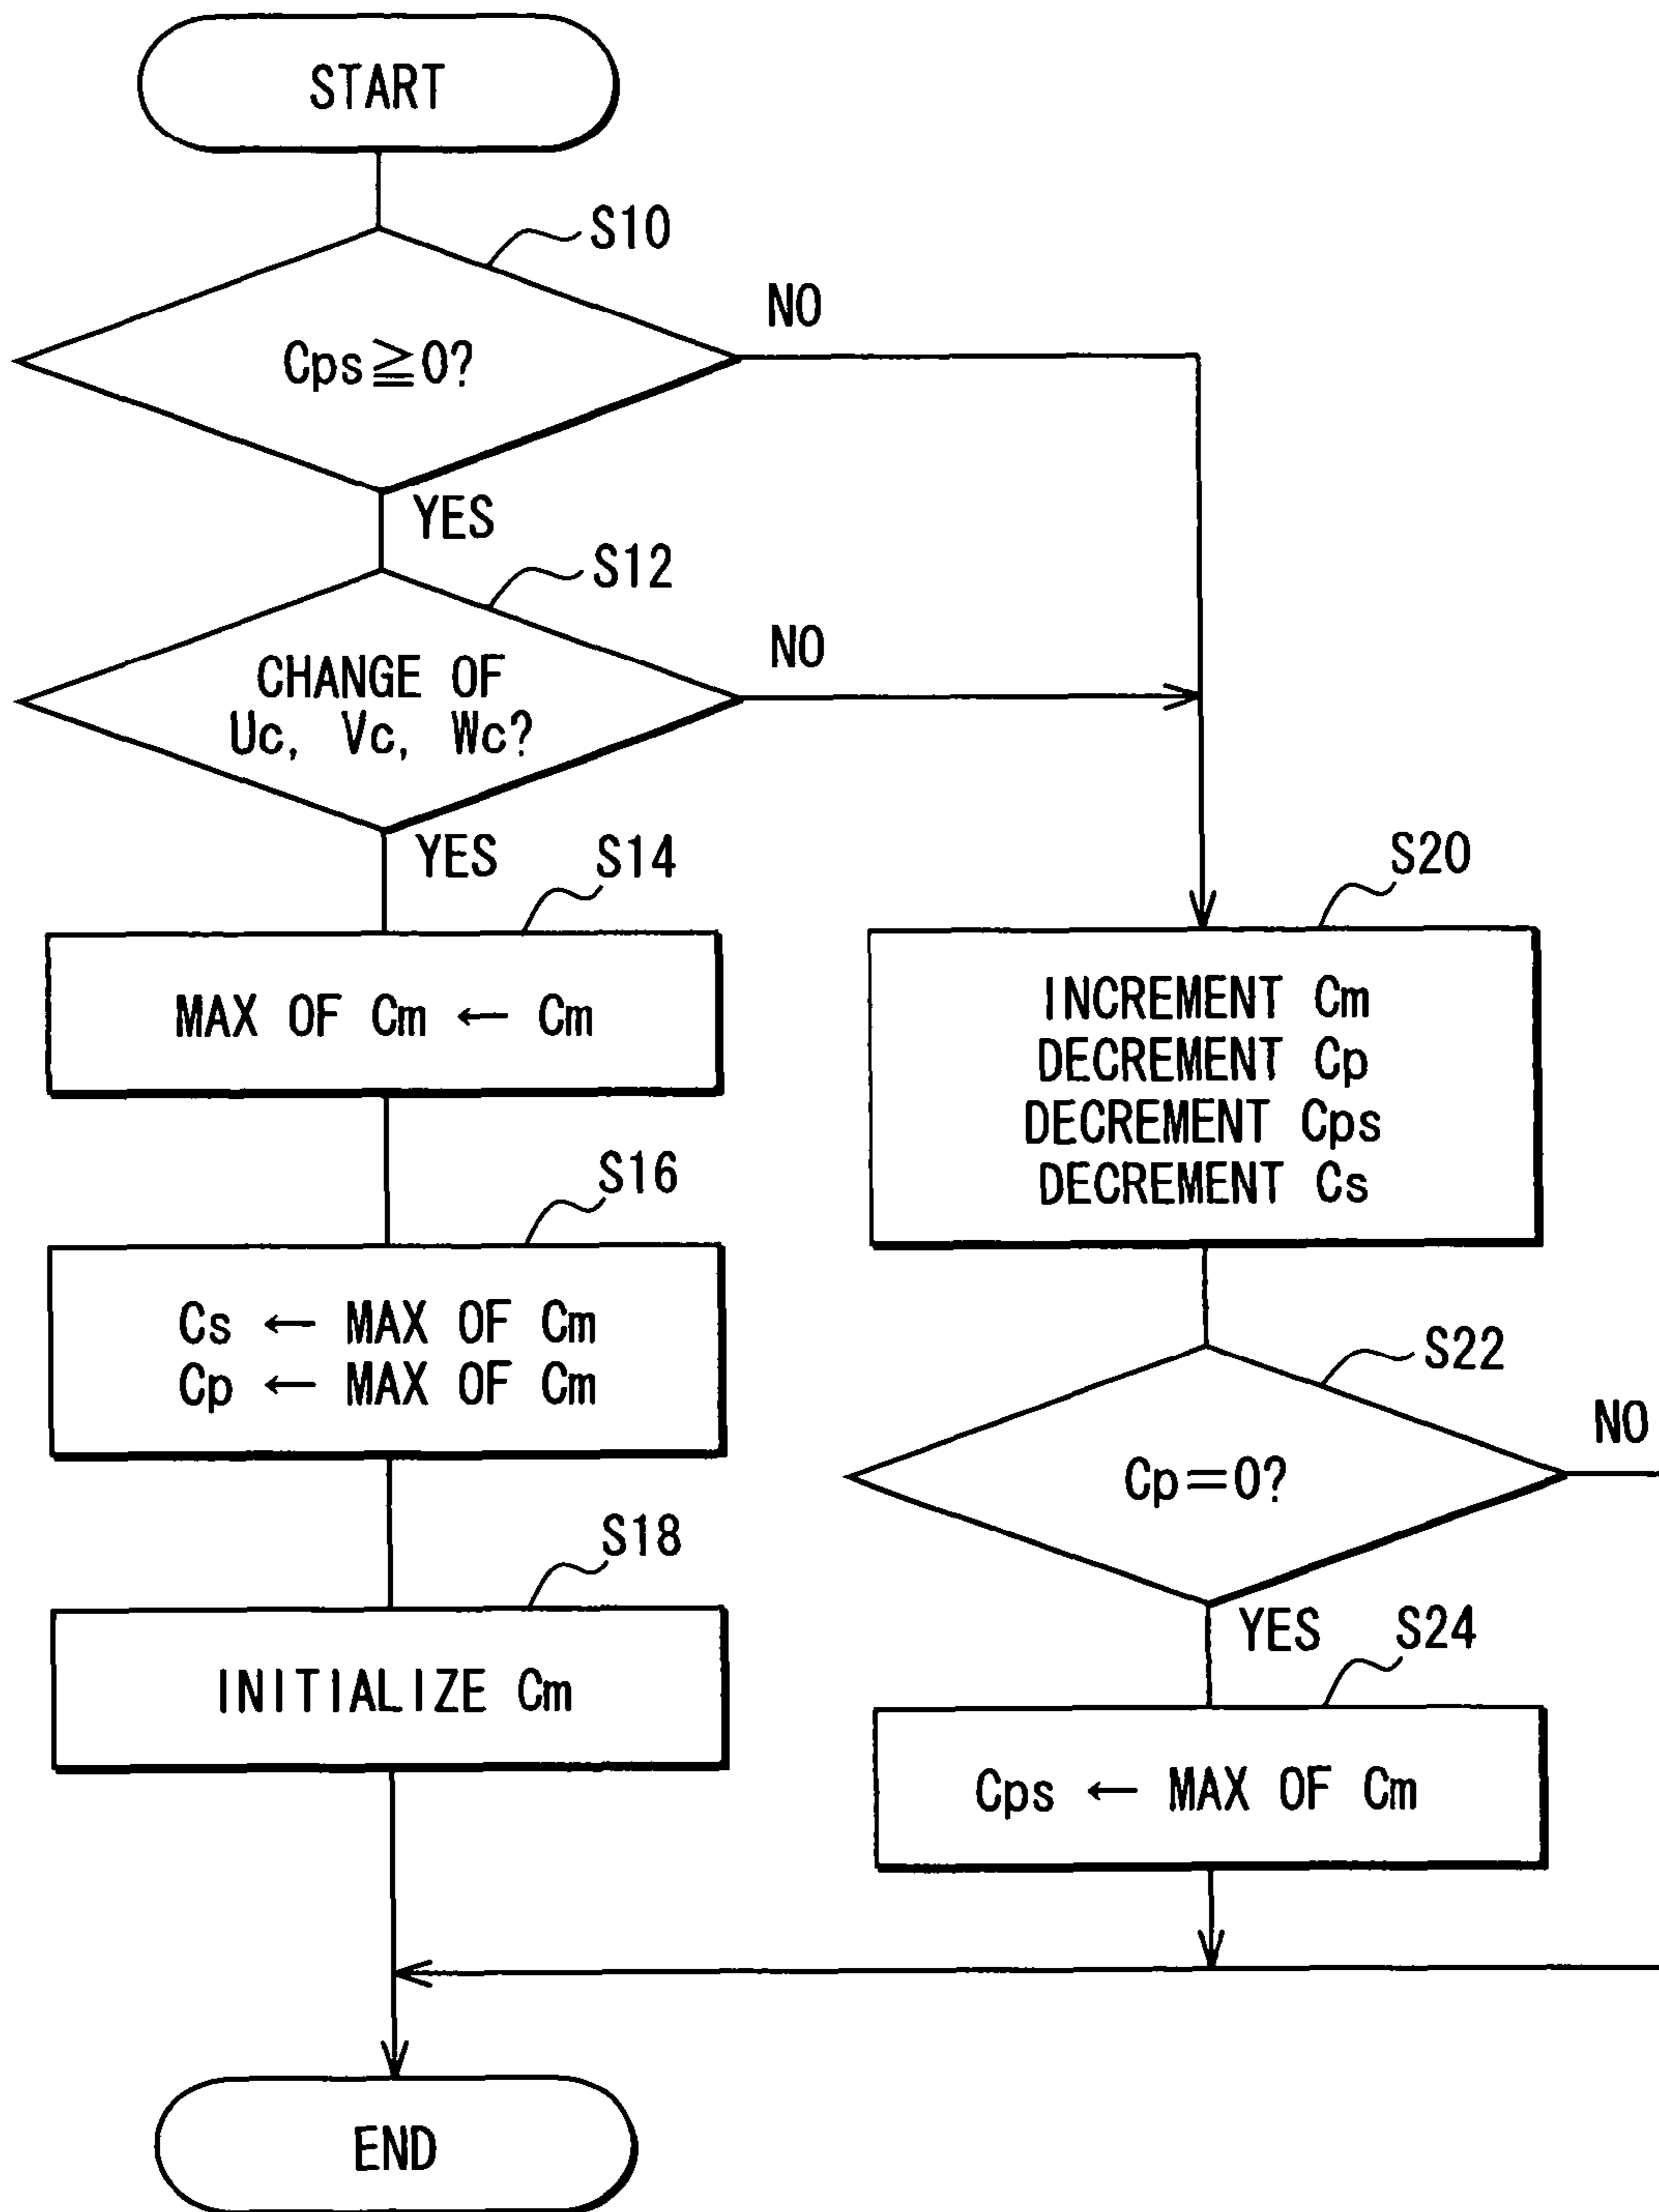 START
S10
Cps≧0?
NO
YES
S12
CHANGE OF
Uc, Vc, Wc?
NO
YES
S14
MAX OF Cm ← Cm
S16
Cs ← MAX OF Cm
Cp ← MAX OF Cm
S18
INITIALIZE Cm
S20
INCREMENT Cm
DECREMENT Cp
DECREMENT Cps
DECREMENT Cs
S22
Cp=0?
NO
YES
S24
Cps ← MAX OF Cm
END